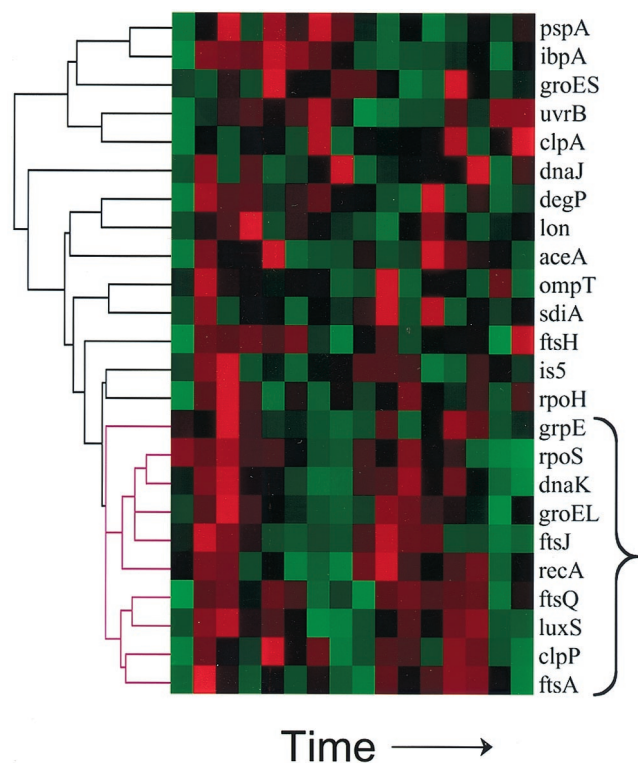 pspA
ibpA
groES
uvrB
clpA
dnaJ
degP
lon
aceA
ompT
sdiA
ftsH
is5
rpoH
grpE
rpoS
dnaK
groEL
ftsJ
recA
ftsQ
luxS
clpP
ftsA
Time